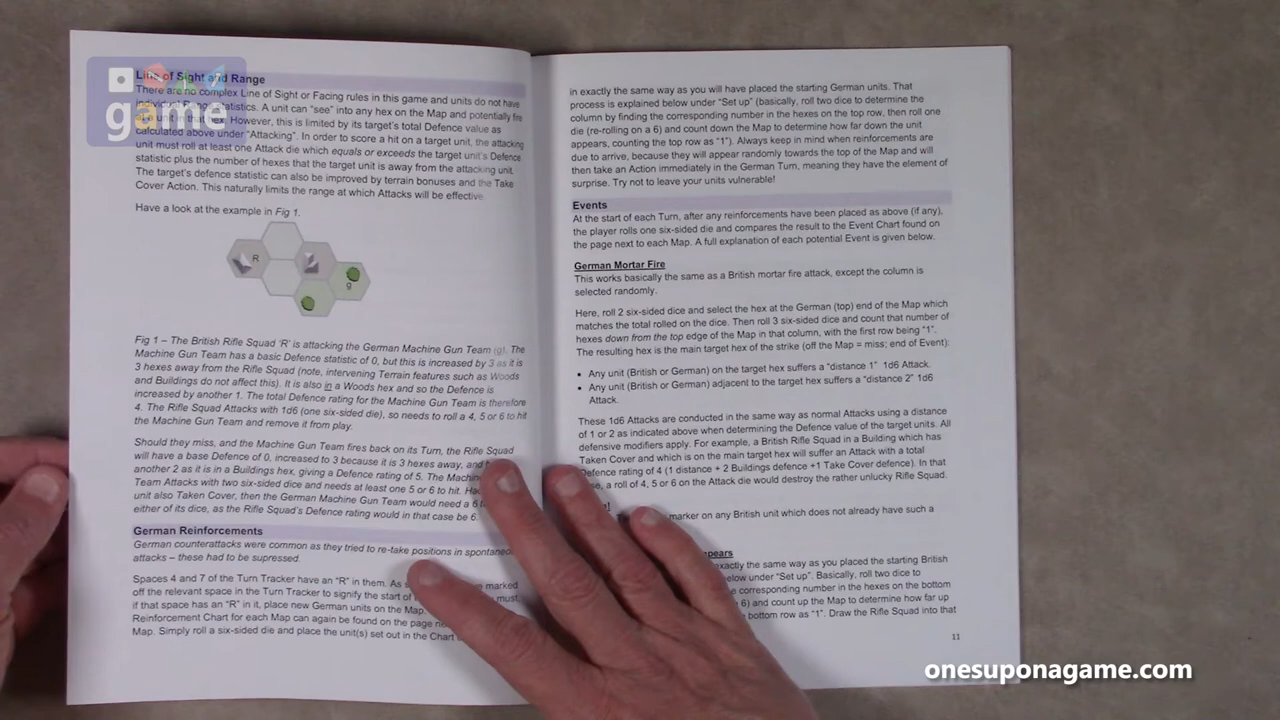 Line of Sight and Range
There are no complex Line of Sight or Facing rules in this game and units do not have
individual Range statistics. A unit can "see" into any hex on the Map and potentially fire
at a unit in that hex. However, this is limited by its target's total Defence value as
calculated above under "Attacking". In order to score a hit on a target unit, the attacking
unit must roll at least one Attack die which equals or exceeds the target unit's Defence
statistic plus the number of hexes that the target unit is away from the attacking unit.
The target's defence statistic can also be improved by terrain bonuses and the Take
Cover Action. This naturally limits the range at which Attacks will be effective.
Have a look at the example in Fig 1.
R
g
Fig 1 – The British Rifle Squad 'R' is attacking the German Machine Gun Team (g). The
Machine Gun Team has a basic Defence statistic of 0, but this is increased by 3 as it is
3 hexes away from the Rifle Squad (note, intervening Terrain features such as Woods
and Buildings do not affect this). It is also in a Woods hex and so the Defence is
increased by another 1. The total Defence rating for the Machine Gun Team is therefore
4. The Rifle Squad Attacks with 1d6 (one six-sided die), so needs to roll a 4, 5 or 6 to hit
the Machine Gun Team and remove it from play.
Should they miss, and the Machine Gun Team fires back on its Turn, the Rifle Squad
will have a base Defence of 0, increased to 3 because it is 3 hexes away, and
another 2 as it is in a Buildings hex, giving a Defence rating of 5. The Machine
Team Attacks with two six-sided dice and needs at least one 5 or 6 to hit. Had
unit also Taken Cover, then the German Machine Gun Team would need a 6
either of its dice, as the Rifle Squad's Defence rating would in that case be 6.
German Reinforcements
German counterattacks were common as they tried to re-take positions in spontaneous
attacks – these had to be supressed.
Spaces 4 and 7 of the Turn Tracker have an "R" in them. As marked
off the relevant space in the Turn Tracker to signify the start of must,
if that space has an "R" in it, place new German units on the Map.
Reinforcement Chart for each Map can again be found on the page
Map. Simply roll a six-sided die and place the unit(s) set out in the Chart
in exactly the same way as you will have placed the starting German units. That
process is explained below under "Set up" (basically, roll two dice to determine the
column by finding the corresponding number in the hexes on the top row, then roll one
die (re-rolling on a 6) and count down the Map to determine how far down the unit
appears, counting the top row as "1"). Always keep in mind when reinforcements are
due to arrive, because they will appear randomly towards the top of the Map and will
then take an Action immediately in the German Turn, meaning they have the element of
surprise. Try not to leave your units vulnerable!
Events
At the start of each Turn, after any reinforcements have been placed as above (if any),
the player rolls one six-sided die and compares the result to the Event Chart found on
the page next to each Map. A full explanation of each potential Event is given below.
German Mortar Fire
This works basically the same as a British mortar fire attack, except the column is
selected randomly.
Here, roll 2 six-sided dice and select the hex at the German (top) end of the Map which
matches the total rolled on the dice. Then roll 3 six-sided dice and count that number of
hexes down from the top edge of the Map in that column, with the first row being "1".
The resulting hex is the main target hex of the strike (off the Map = miss; end of Event):
• Any unit (British or German) on the target hex suffers a "distance 1" 1d6 Attack.
• Any unit (British or German) adjacent to the target hex suffers a "distance 2" 1d6
Attack.
These 1d6 Attacks are conducted in the same way as normal Attacks using a distance
of 1 or 2 as indicated above when determining the Defence value of the target units. All
defensive modifiers apply. For example, a British Rifle Squad in a Building which has
Taken Cover and which is on the main target hex will suffer an Attack with a total
Defence rating of 4 (1 distance + 2 Buildings defence +1 Take Cover defence). In that
a roll of 4, 5 or 6 on the Attack die would destroy the rather unlucky Rifle Squad.
marker on any British unit which does not already have such a
exactly the same way as you placed the starting British
below under "Set up". Basically, roll two dice to
corresponding number in the hexes on the bottom
6) and count up the Map to determine how far up
bottom row as "1". Draw the Rifle Squad into that
11
game
onesuponagame.com